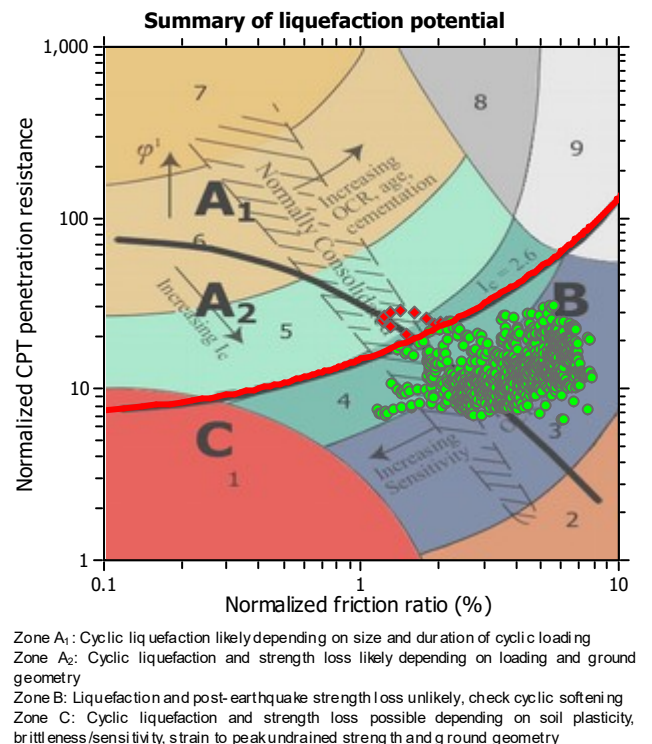 Summary of liquefaction potential
1,000
100
10
1
Normalized CPT penetration resistance
7
8
9
φ'
A1
Increasing
OCR, age,
cementation
Normally Consolid
6
A2
Increasing Ic
5
Ic = 2.6
B
4
3
C
1
Increasing
Sensitivity
2
0.1
1
10
Normalized friction ratio (%)
Zone A1: Cyclic liquefaction likely depending on size and duration of cyclic loading
Zone A2: Cyclic liquefaction and strength loss likely depending on loading and ground
geometry
Zone B: Liquefaction and post-earthquake strength loss unlikely, check cyclic softening
Zone C: Cyclic liquefaction and strength loss possible depending on soil plasticity,
brittleness/sensitivity, strain to peak undrained strength and ground geometry